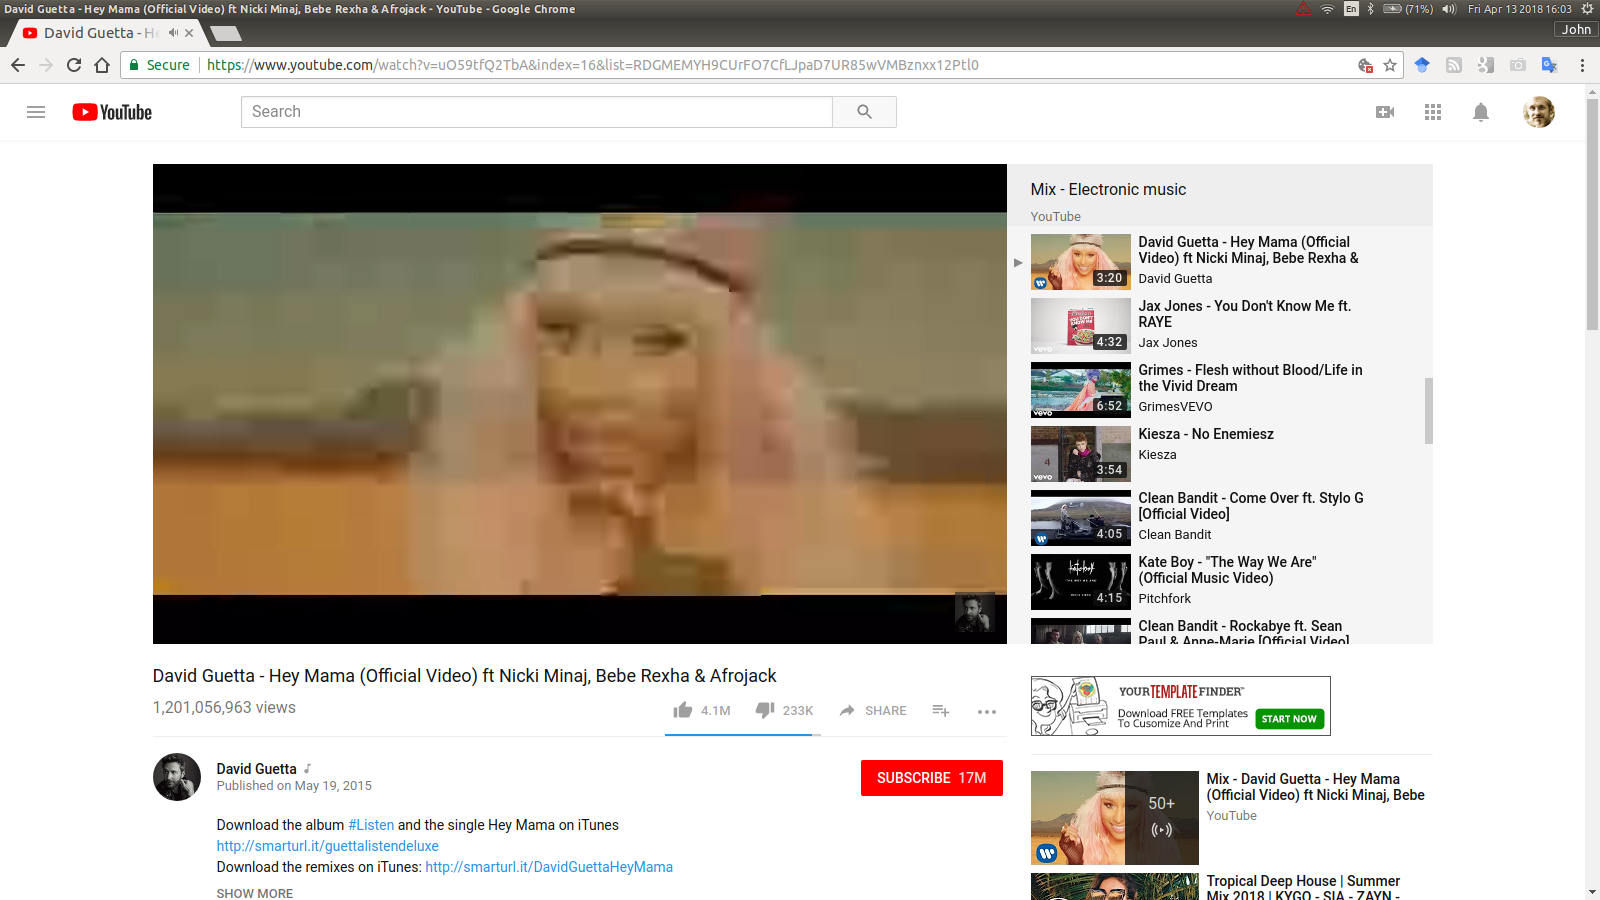 David Guetta - Hey Mama (Official Video) ft Nicki Minaj, Bebe Rexha & Afrojack - YouTube - Google Chrome
En
(71%)
Fri Apr 13 2018 16:03
David Guetta - He
John
Secure
https://www.youtube.com/watch?v=uO59tfQ2TbA&index=16&list=RDGMEMYH9CUrFO7CfLJpaD7UR85wVMBznxx12Ptl0
YouTube
Search
Mix - Electronic music
YouTube
David Guetta - Hey Mama (Official
Video) ft Nicki Minaj, Bebe Rexha &
David Guetta
3:20
Jax Jones - You Don't Know Me ft.
RAYE
Jax Jones
4:32
vevo
Grimes - Flesh without Blood/Life in
the Vivid Dream
GrimesVEVO
6:52
vevo
Kiesza - No Enemiesz
Kiesza
3:54
vevo
Clean Bandit - Come Over ft. Stylo G
[Official Video]
Clean Bandit
4:05
Kate Boy - "The Way We Are"
(Official Music Video)
Pitchfork
4:15
Clean Bandit - Rockabye ft. Sean
Paul & Anne-Marie [Official Video]
David Guetta - Hey Mama (Official Video) ft Nicki Minaj, Bebe Rexha & Afrojack
1,201,056,963 views
4.1M
233K
SHARE
YOUR TEMPLATE FINDER
Download FREE Templates
To Cusomize And Print
START NOW
David Guetta
Published on May 19, 2015
SUBSCRIBE 17M
Download the album #Listen and the single Hey Mama on iTunes
http://smarturl.it/guettalistendeluxe
Download the remixes on iTunes: http://smarturl.it/DavidGuettaHeyMama
SHOW MORE
50+
Mix - David Guetta - Hey Mama
(Official Video) ft Nicki Minaj, Bebe
YouTube
Tropical Deep House | Summer
Mix 2018 | KYGO - SIA - ZAYN -